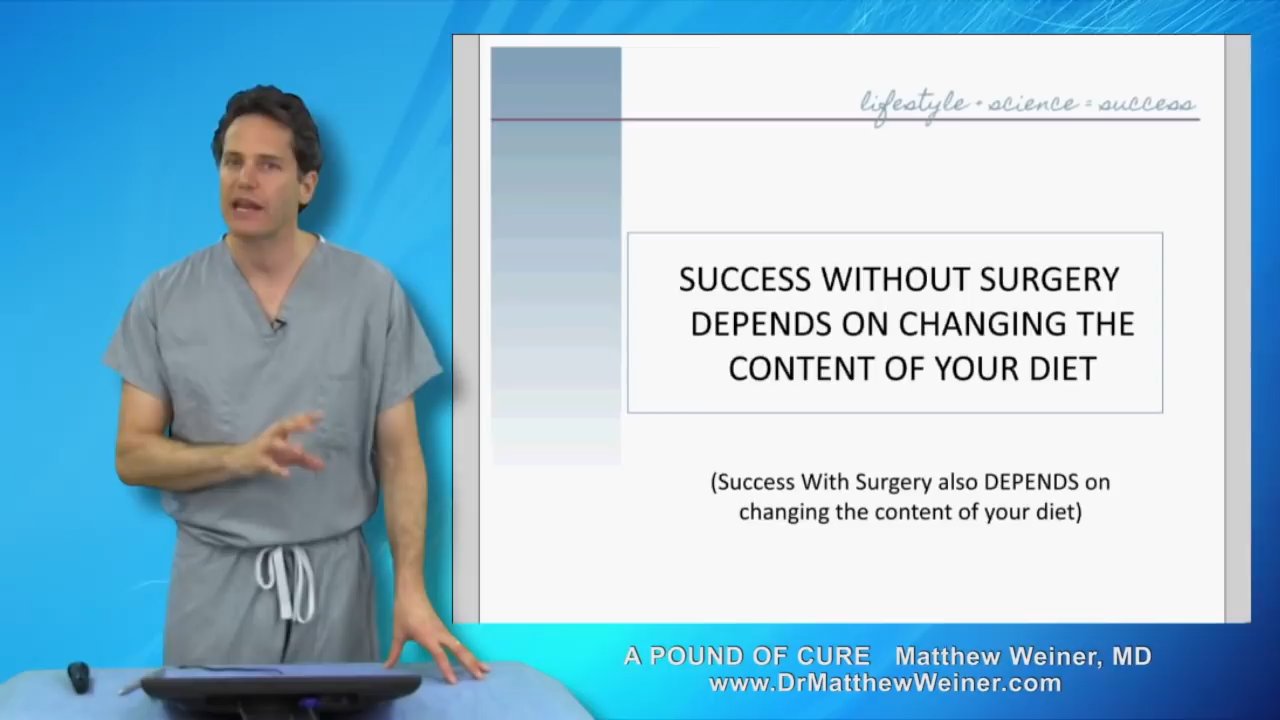 lifestyle + science = success
SUCCESS WITHOUT SURGERY
DEPENDS ON CHANGING THE
CONTENT OF YOUR DIET
(Success With Surgery also DEPENDS on
changing the content of your diet)
A POUND OF CURE Matthew Weiner, MD
www.DrMatthewWeiner.com